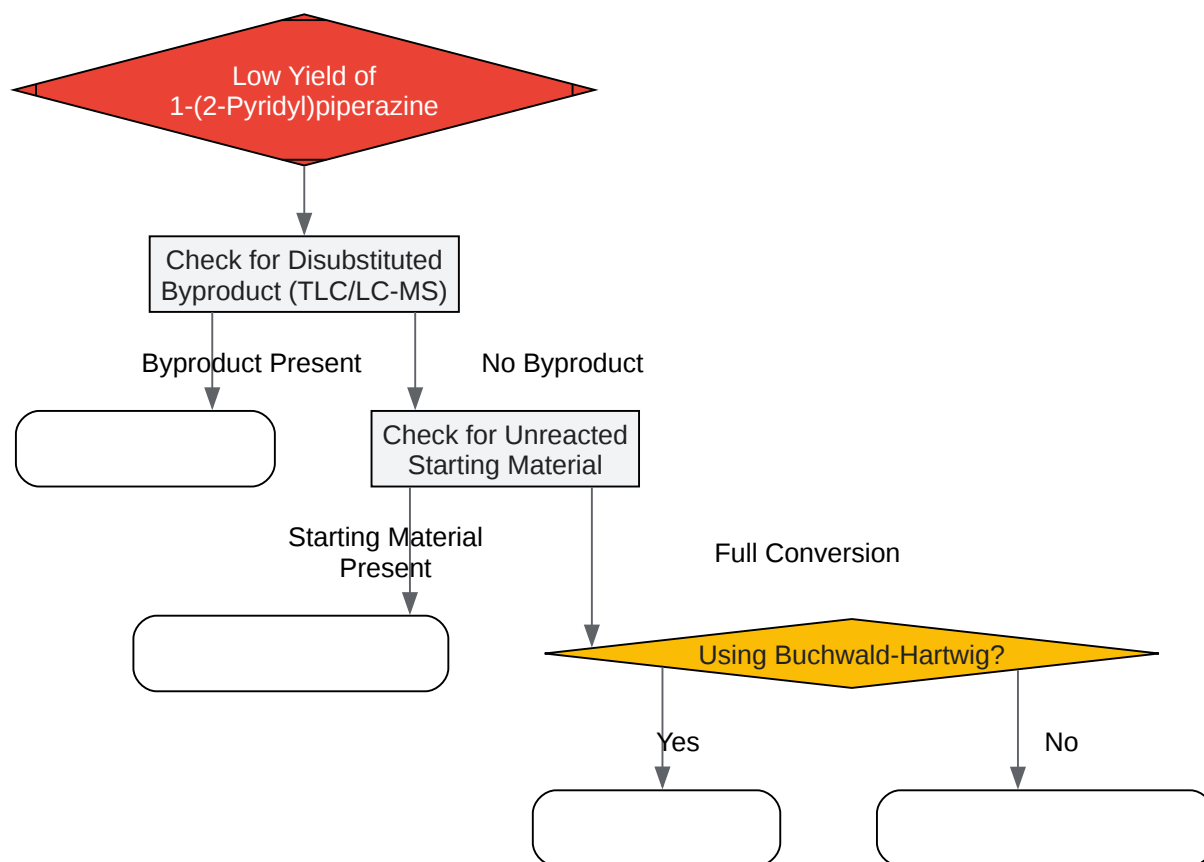 Low Yield of
1-(2-Pyridyl)piperazine
Check for Disubstituted
Byproduct (TLC/LC-MS)
Byproduct Present
No Byproduct
Check for Unreacted
Starting Material
Starting Material
Present
Full Conversion
Using Buchwald-Hartwig?
Yes
No